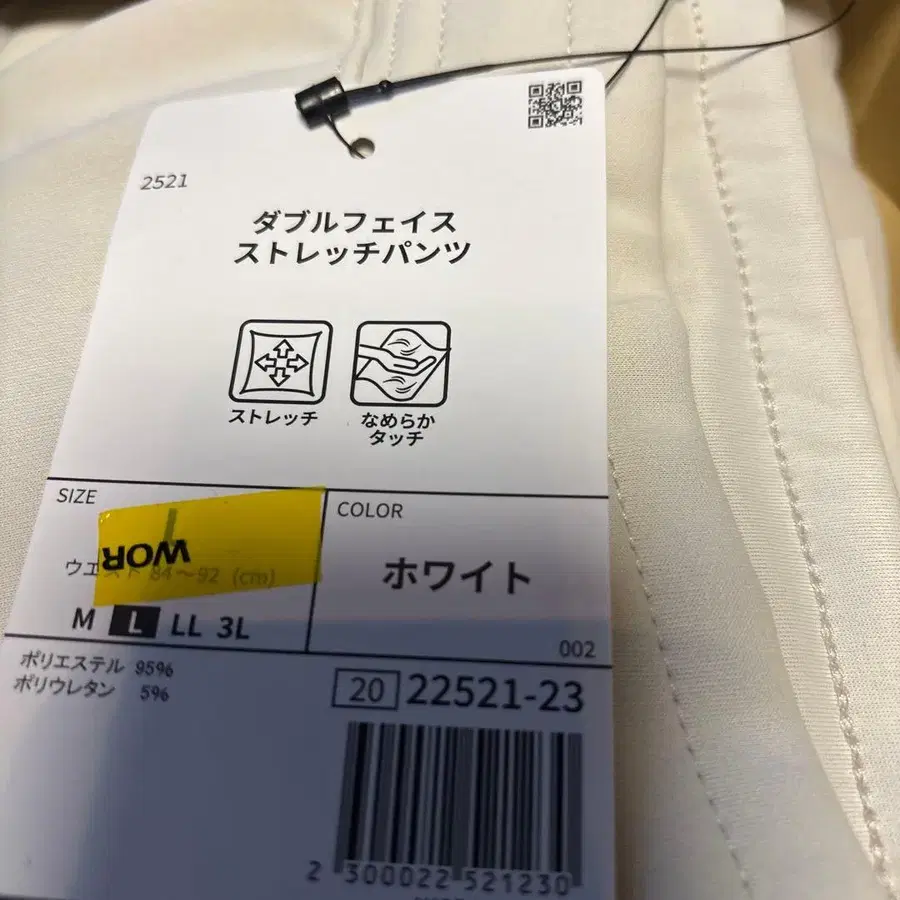 2521
ダブルフェイス
ストレッチパンツ
ストレッチ
なめらか
タッチ
SIZE
L
WOR
ウエスト 84〜92 (cm)
M L LL 3L
COLOR
ホワイト
002
ポリエステル 95%
ポリウレタン 5%
20 22521-23
2 300022 521230